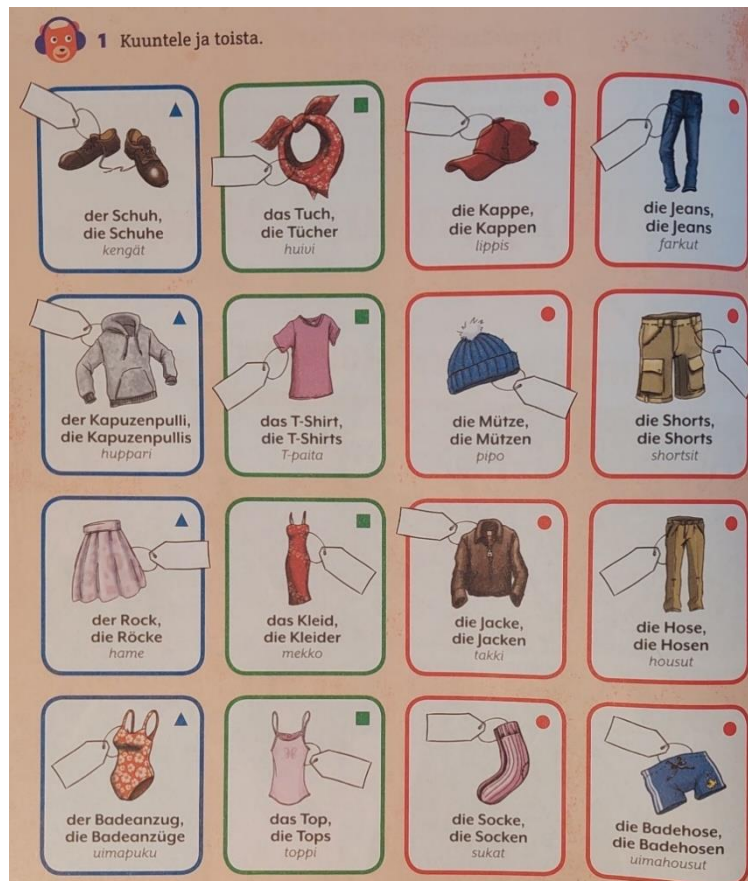 1 Kuuntele ja toista.
der Schuh,
die Schuhe
kengät
das Tuch,
die Tücher
huivi
die Kappe,
die Kappen
lippis
die Jeans,
die Jeans
farkut
der Kapuzenpulli,
die Kapuzenpullis
huppari
das T-Shirt,
die T-Shirts
T-paita
die Mütze,
die Mützen
pipo
die Shorts,
die Shorts
shortsit
der Rock,
die Röcke
hame
das Kleid,
die Kleider
mekko
die Jacke,
die Jacken
takki
die Hose,
die Hosen
housut
der Badeanzug,
die Badeanzüge
uimapuku
das Top,
die Tops
toppi
die Socke,
die Socken
sukat
die Badehose,
die Badehosen
uimahousut